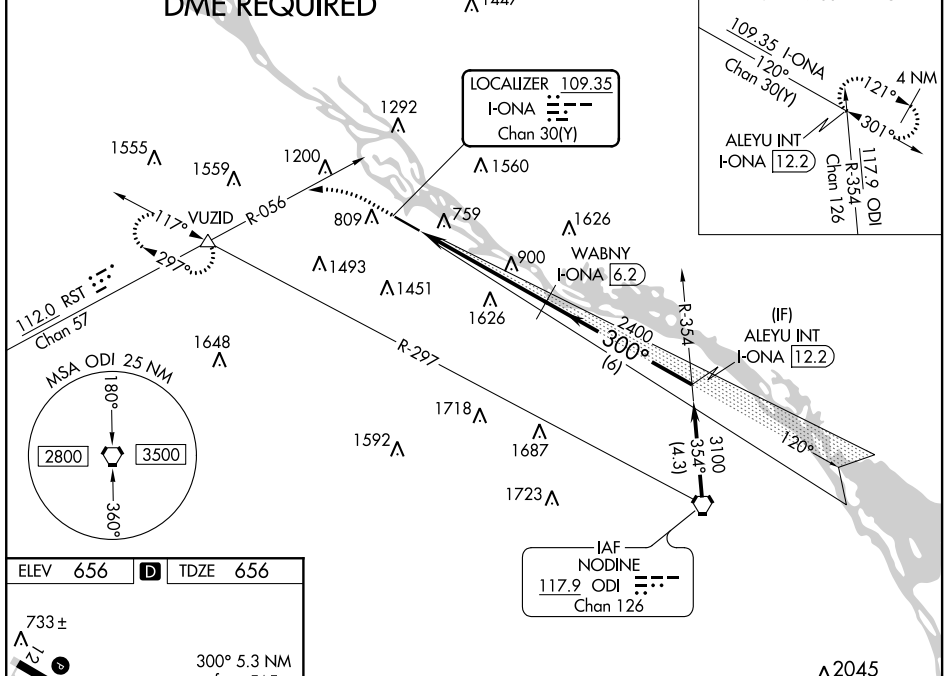 DME REQUIRED
1447
LOCALIZER 109.35
I-ONA
Chan 30(Y)
109.35 I-ONA
120°
Chan 30(Y)
4 NM
121°
301°
ALEYU INT
I-ONA 12.2
R-354
117.9 ODI
Chan 126
1292
1555
1559
1200
1560
R-056
809
759
1626
117°
VUZID
297°
1493
900
WABNY
I-ONA 6.2
1451
1626
112.0 RST
Chan 57
1648
R-297
2400
300°
(6)
R-354
(IF)
ALEYU INT
I-ONA 12.2
MSA ODI 25 NM
180°
2800
3500
360°
1718
1592
1687
1723
3100
354°
(4.3)
120°
IAF
NODINE
117.9 ODI
Chan 126
ELEV 656 D TDZE 656
733 ±
12
P
300° 5.3 NM
2045